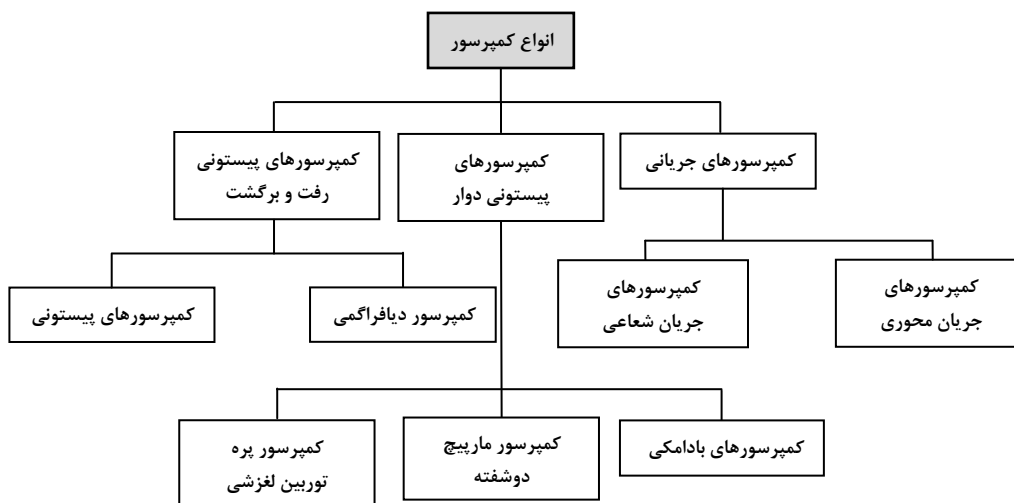 انواع کمپرسور
کمپرسورهای جریانی
کمپرسورهای
پیستونی دوار
کمپرسورهای پیستونی
رفت و برگشت
کمپرسورهای
جریان محوری
کمپرسورهای
جریان شعاعی
کمپرسور دیافراگمی
کمپرسورهای پیستونی
کمپرسورهای بادامکی
کمپرسور مارپیچ
دوشفته
کمپرسور پره
توربین لغزشی